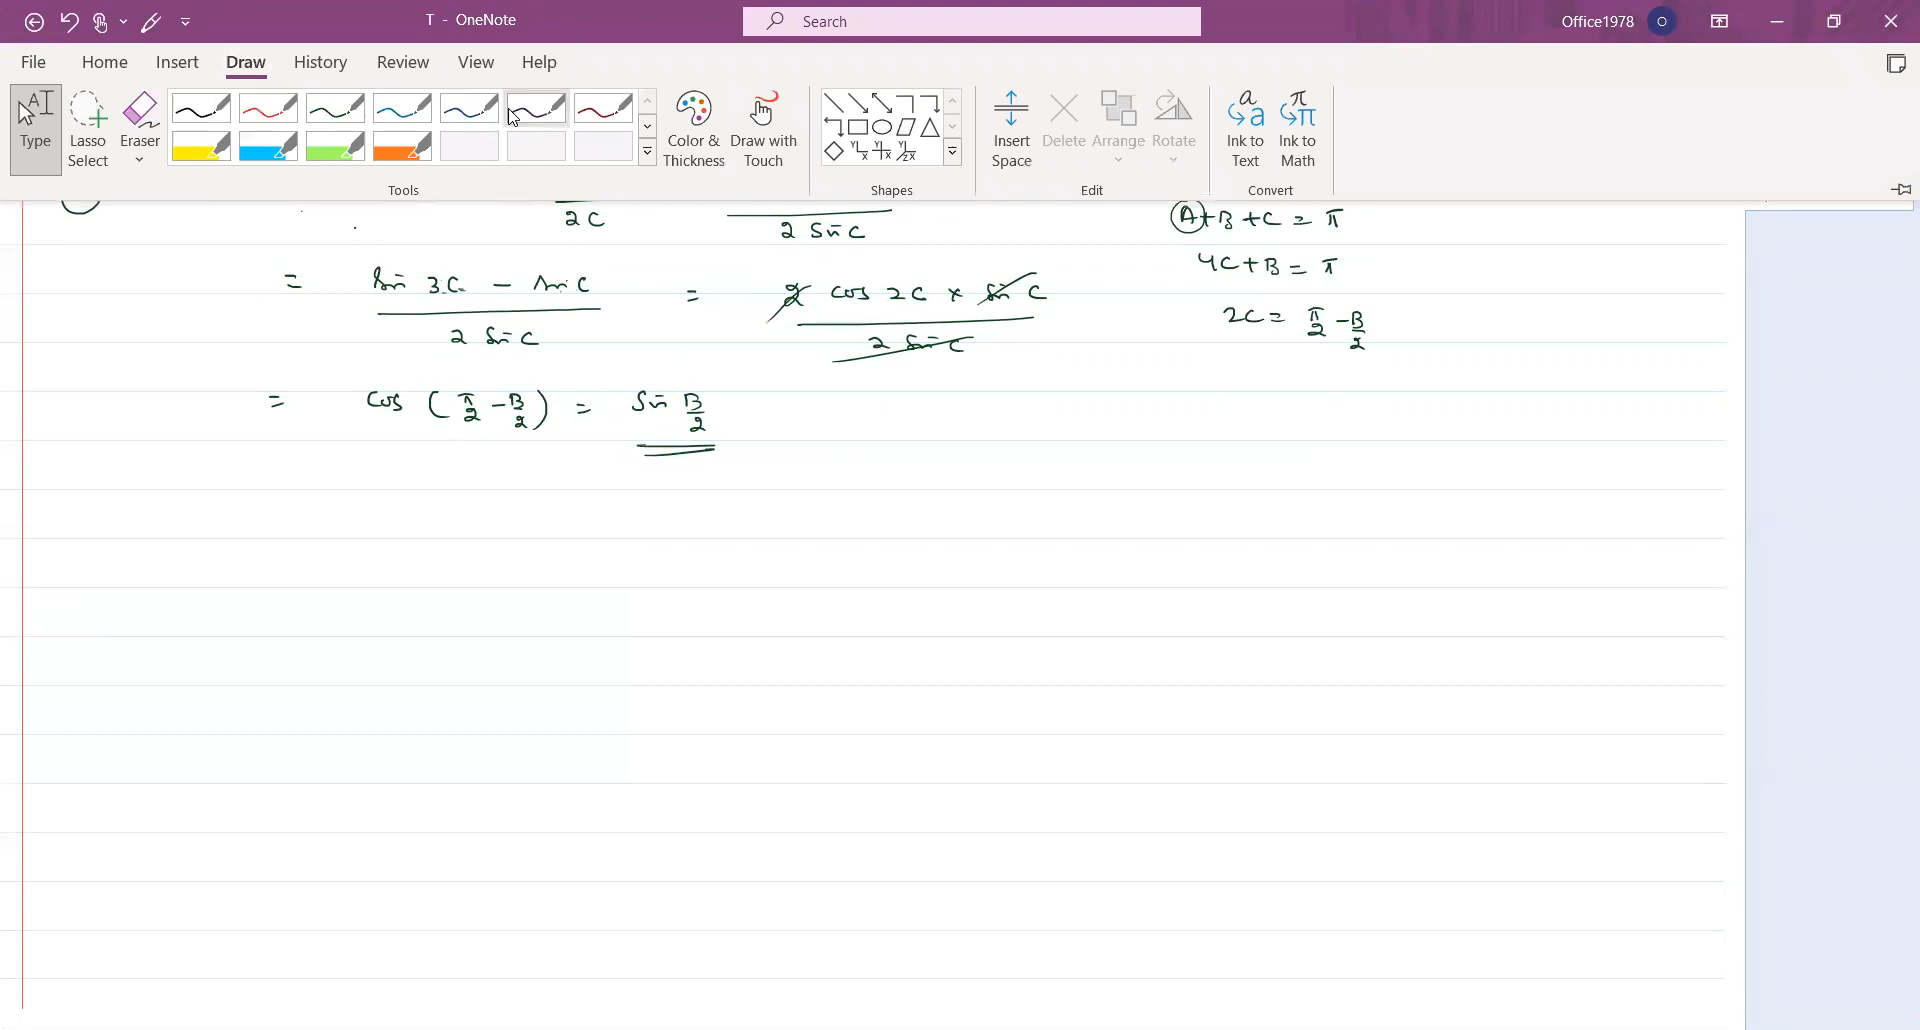 T - OneNote
Search
Office1978
O
File Home Insert Draw History Review View Help
Type
Lasso Select
Eraser
Color & Thickness
Draw with Touch
Insert Space
Delete
Arrange
Rotate
Ink to Text
Ink to Math
Tools
Shapes
Edit
Convert
2C
2 Sin C
A+B+C = π
4C+B = π
= Sin 3C - sin C / 2 Sin C = 2 cos 2C × Sin C / 2 Sin C
2C = π/2 - B/2
= cos (π/2 - B/2) = Sin B/2